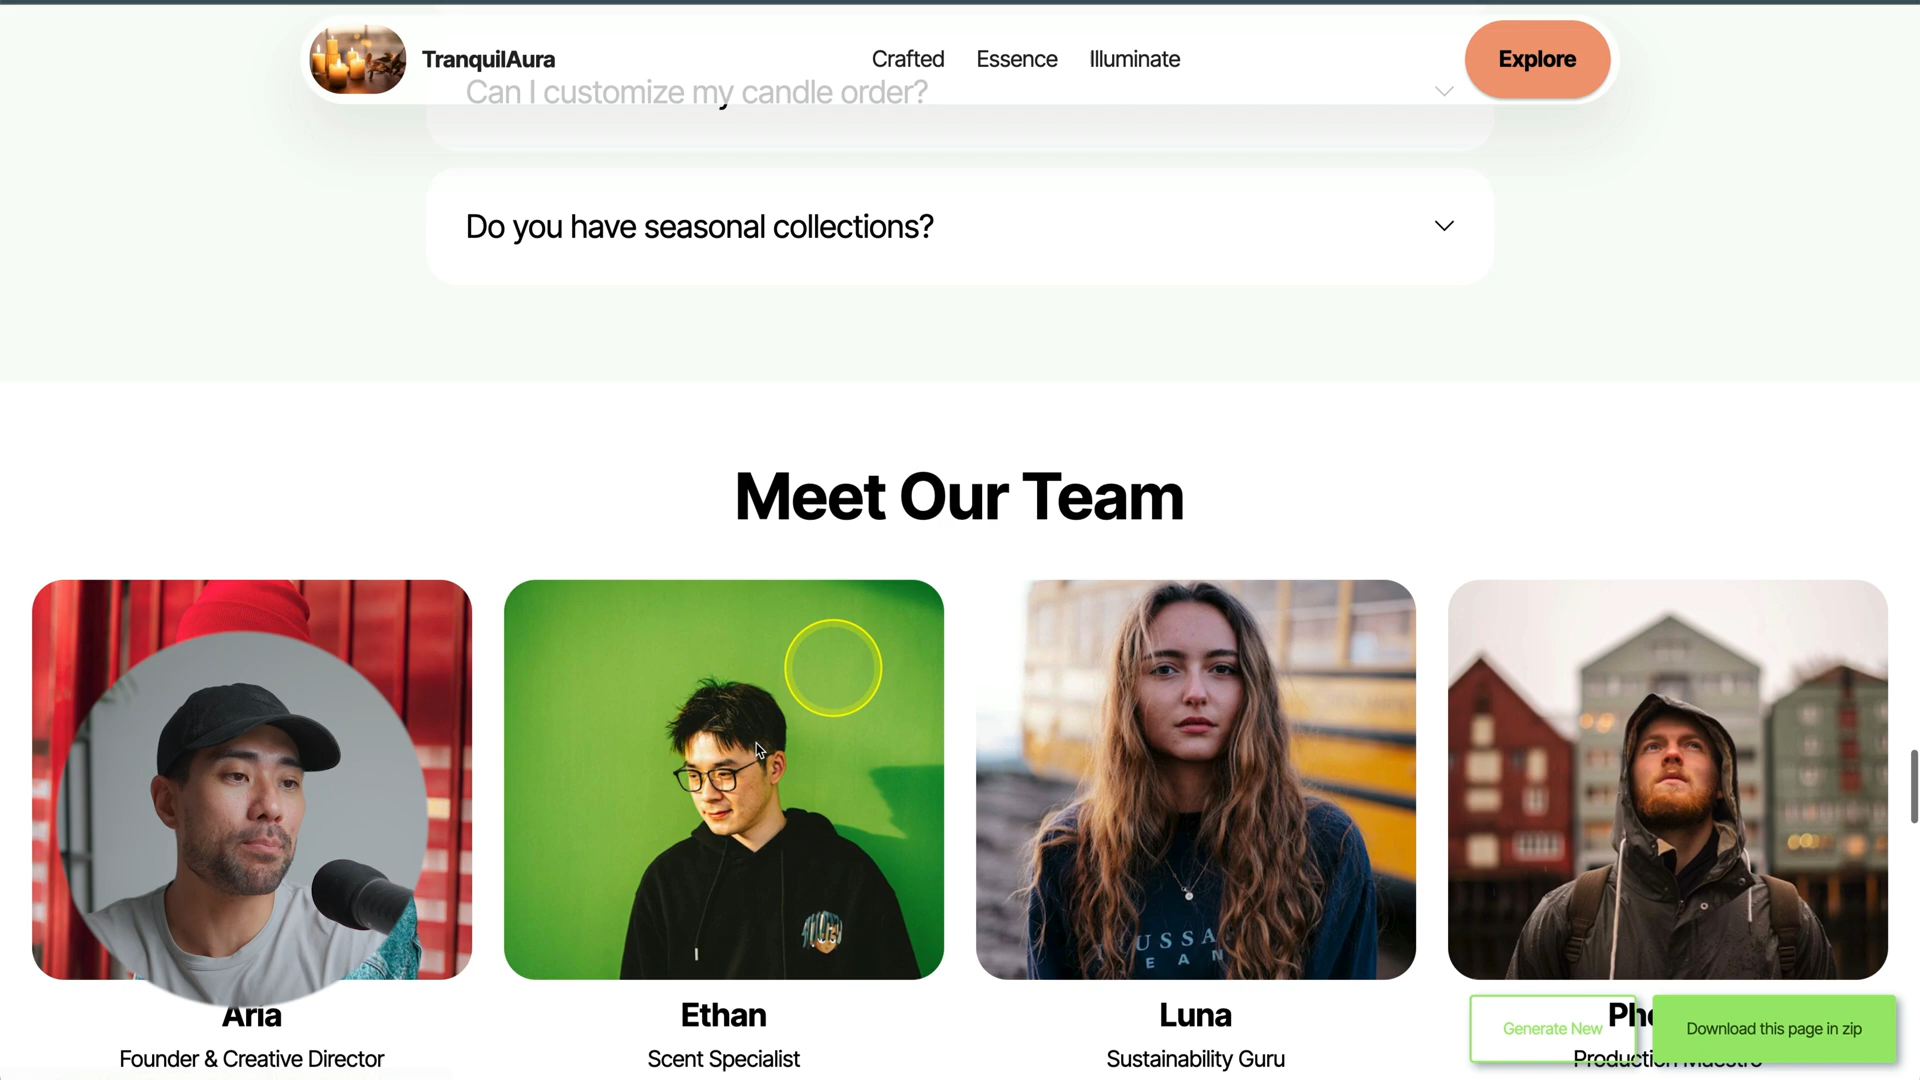 TranquilAura
Crafted
Essence
Illuminate
Explore
Can I customize my candle order?
Do you have seasonal collections?
Meet Our Team
Aria
Ethan
Luna
Founder & Creative Director
Scent Specialist
Sustainability Guru
Generate New
Download this page in zip